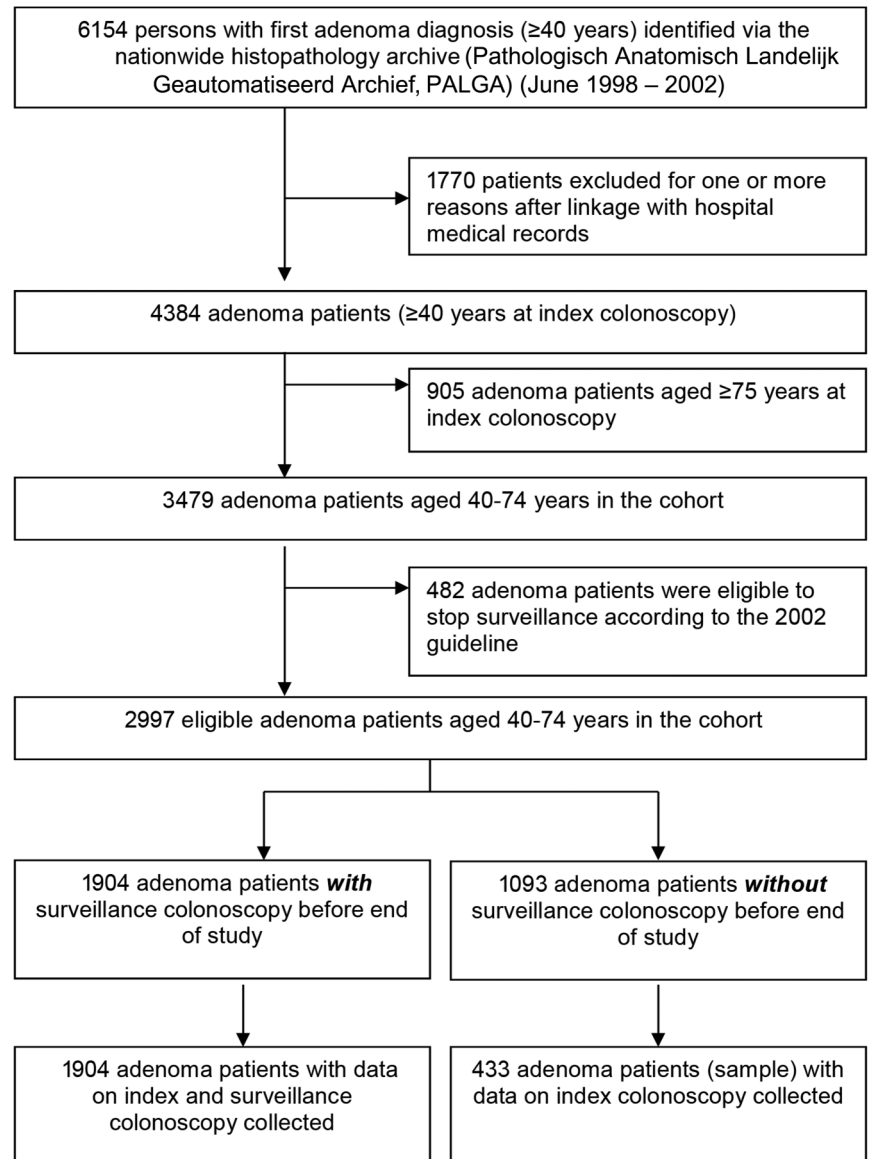 6154 persons with first adenoma diagnosis (≥40 years) identified via the
nationwide histopathology archive (Pathologisch Anatomisch Landelijk
Geautomatiseerd Archief, PALGA) (June 1998 – 2002)
1770 patients excluded for one or more
reasons after linkage with hospital
medical records
4384 adenoma patients (≥40 years at index colonoscopy)
905 adenoma patients aged ≥75 years at
index colonoscopy
3479 adenoma patients aged 40-74 years in the cohort
482 adenoma patients were eligible to
stop surveillance according to the 2002
guideline
2997 eligible adenoma patients aged 40-74 years in the cohort
1904 adenoma patients with
surveillance colonoscopy before end
of study
1093 adenoma patients without
surveillance colonoscopy before end
of study
1904 adenoma patients with data
on index and surveillance
colonoscopy collected
433 adenoma patients (sample) with
data on index colonoscopy collected